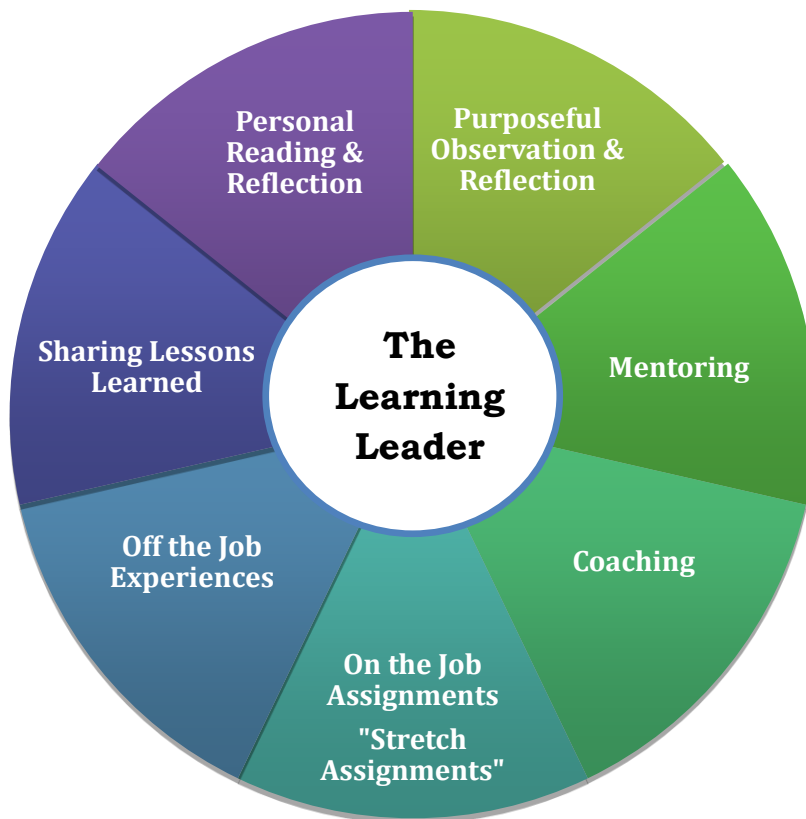 Personal
Reading &
Reflection
Purposeful
Observation &
Reflection
Sharing Lessons
Learned
The
Learning
Leader
Mentoring
Off the Job
Experiences
Coaching
On the Job
Assignments
"Stretch
Assignments"